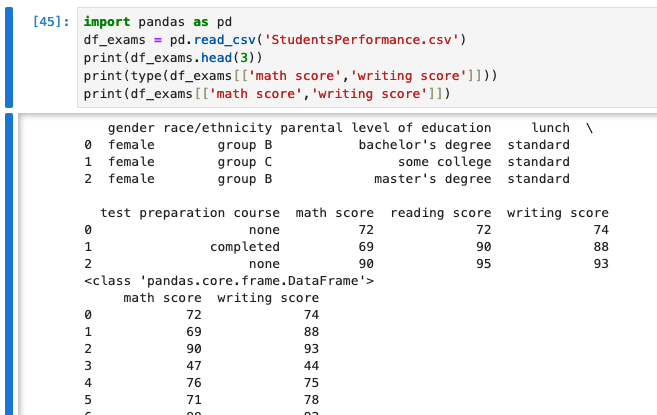 [45]: import pandas as pd
df_exams = pd.read_csv('StudentsPerformance.csv')
print(df_exams.head(3))
print(type(df_exams[['math score','writing score']]))
print(df_exams[['math score','writing score']])
gender race/ethnicity parental level of education lunch \
0 female group B bachelor's degree standard
1 female group C some college standard
2 female group B master's degree standard
test preparation course math score reading score writing score
0 none 72 72 74
1 completed 69 90 88
2 none 90 95 93
<class 'pandas.core.frame.DataFrame'>
math score writing score
0 72 74
1 69 88
2 90 93
3 47 44
4 76 75
5 71 78